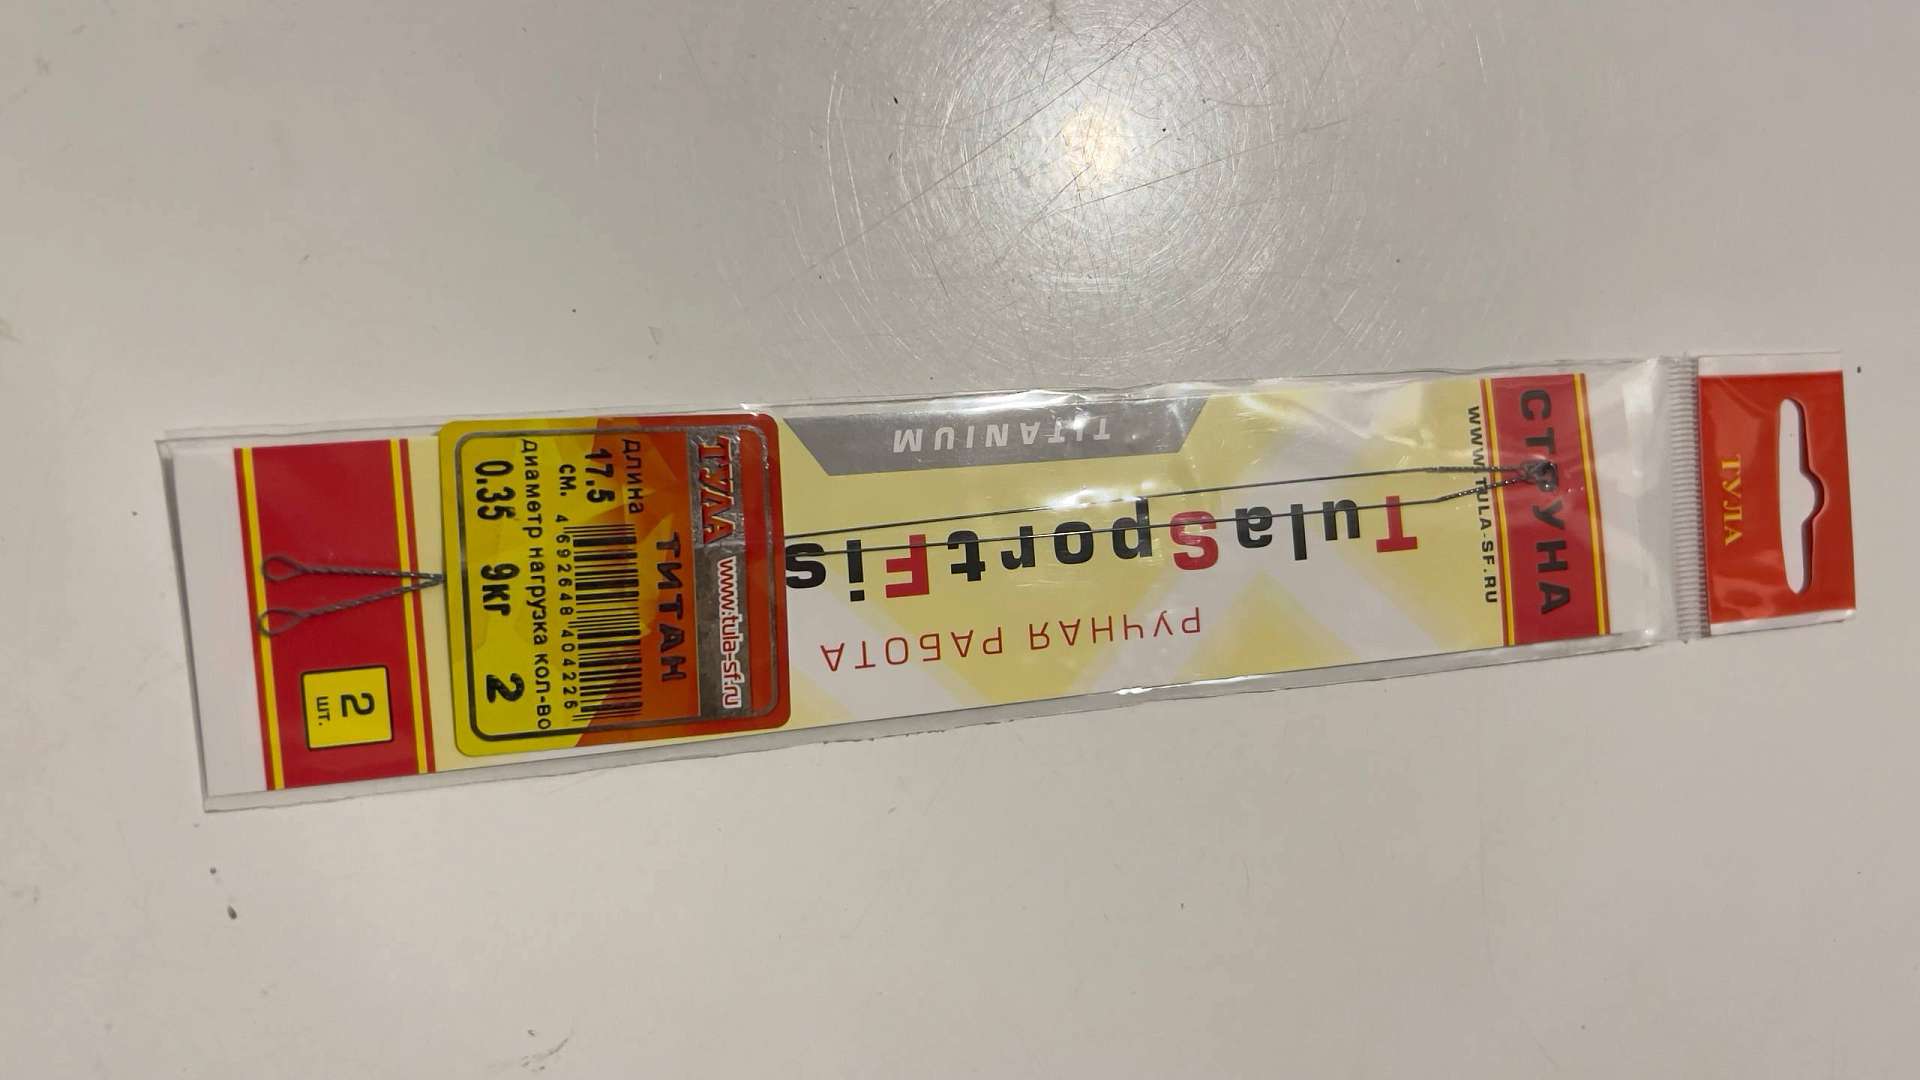 ТУЛА
СТРУНА
WWW.TULA-SF.RU
TITANIUM
TulaSportFis
РУЧНАЯ РАБОТА
ТУЛА www.tula-sf.ru
ТИТАН
длина
17.5
см.
4 692648 404226
диаметр нагрузка кол-во
0.35 9кг 2
2
шт.